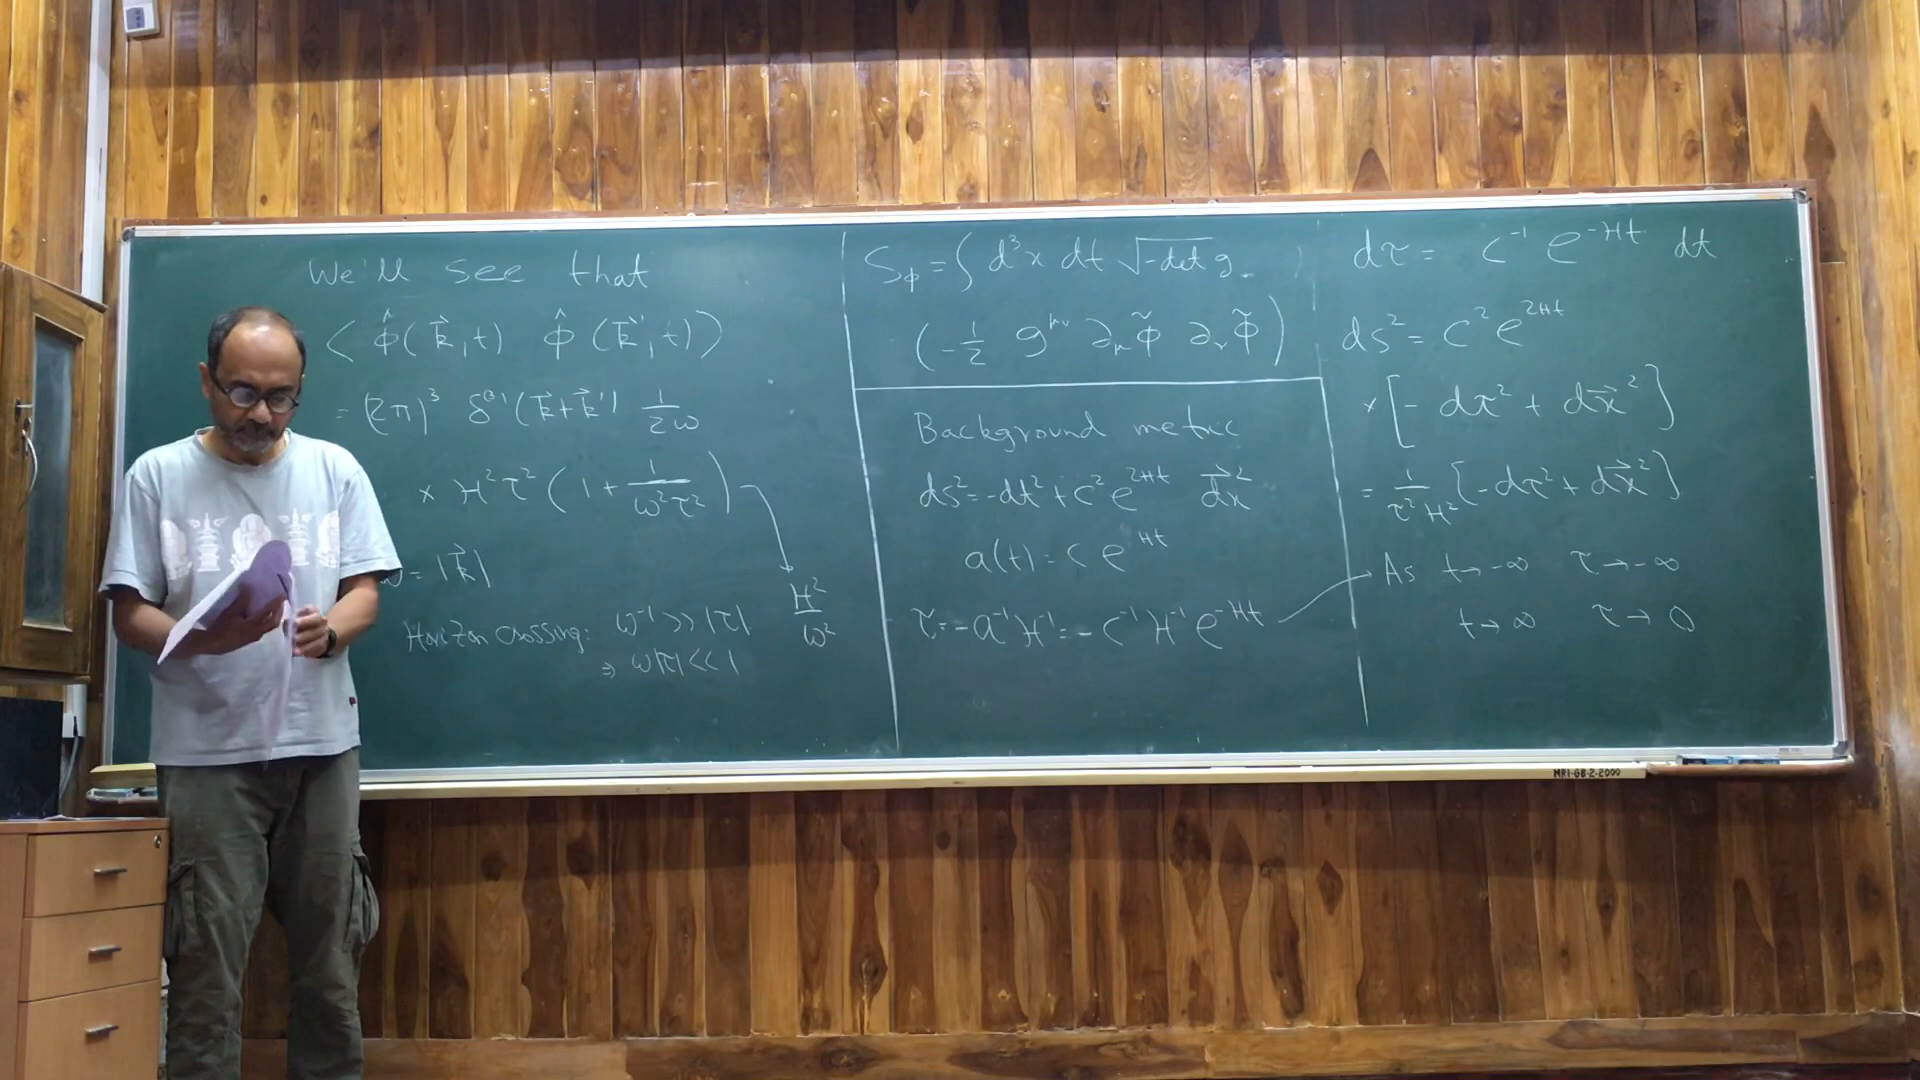 We'll see that
⟨ φ̂(k⃗,t) φ̂(k⃗',t) ⟩
= (2π)³ δ⁽³⁾(k⃗+k⃗') 1/2ω
× H²τ² (1 + 1/ω²τ²)
H²/ω²
ω = |k⃗|
Horizon crossing: ω⁻¹ >> |τ|
⇒ ω|τ| << 1
S_φ = ∫ d³x dt √-det g
(-1/2 g^{μν} ∂_μ φ̃ ∂_ν φ̃)
Background metric
ds² = -dt² + c² e^{2Ht} dx⃗²
a(t) = c e^{Ht}
τ = -a⁻¹H⁻¹ = -c⁻¹H⁻¹e^{-Ht}
dτ = c⁻¹ e^{-Ht} dt
ds² = c² e^{2Ht}
× [- dτ² + dx⃗²]
= 1/τ²H² [-dτ² + dx⃗²]
As t → -∞ τ → -∞
t → ∞ τ → 0
MRI-GB-2-2000